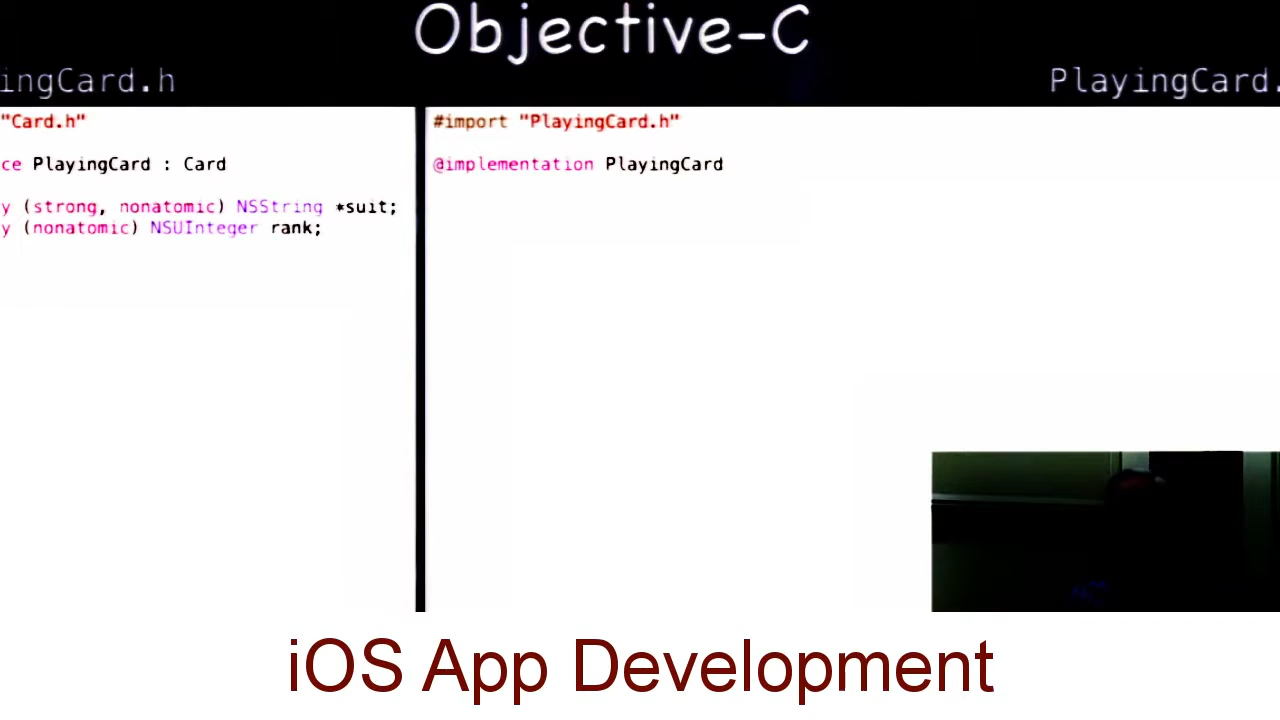 Objective-C
ingCard.h
PlayingCard.
"Card.h"
ce PlayingCard : Card
y (strong, nonatomic) NSString *suit;
y (nonatomic) NSUInteger rank;
#import "PlayingCard.h"
@implementation PlayingCard
iOS App Development